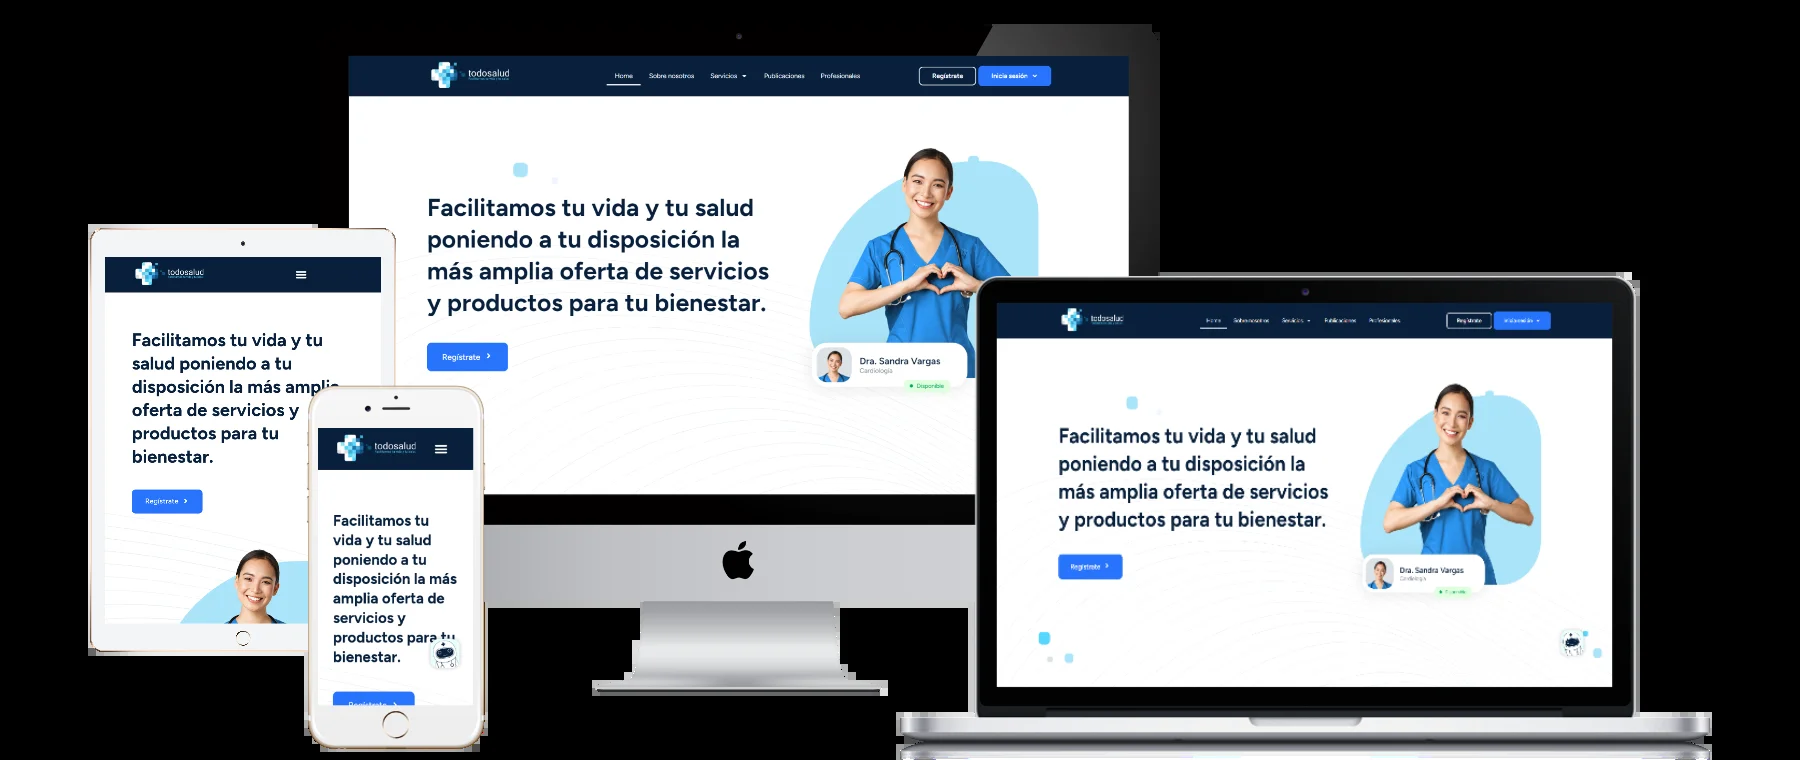 todosalud
Home
Sobre nosotros
Servicios
Publicaciones
Profesionales
Regístrate
Inicia sesión
Facilitamos tu vida y tu salud
poniendo a tu disposición la
más amplia oferta de servicios
y productos para tu bienestar.
Regístrate
Dra. Sandra Vargas
Cardiología
Disponible
todosalud
Facilitamos tu vida y tu
salud poniendo a tu
disposición la más amplia
oferta de servicios y
productos para tu
bienestar.
Regístrate
todosalud
Facilitamos tu
vida y tu salud
poniendo a tu
disposición la más
amplia oferta de
servicios y
productos para tu
bienestar.
Regístrate
todosalud
Home
Sobre nosotros
Servicios
Publicaciones
Profesionales
Regístrate
Inicia sesión
Facilitamos tu vida y tu salud
poniendo a tu disposición la
más amplia oferta de servicios
y productos para tu bienestar.
Regístrate
Dra. Sandra Vargas
Cardiología